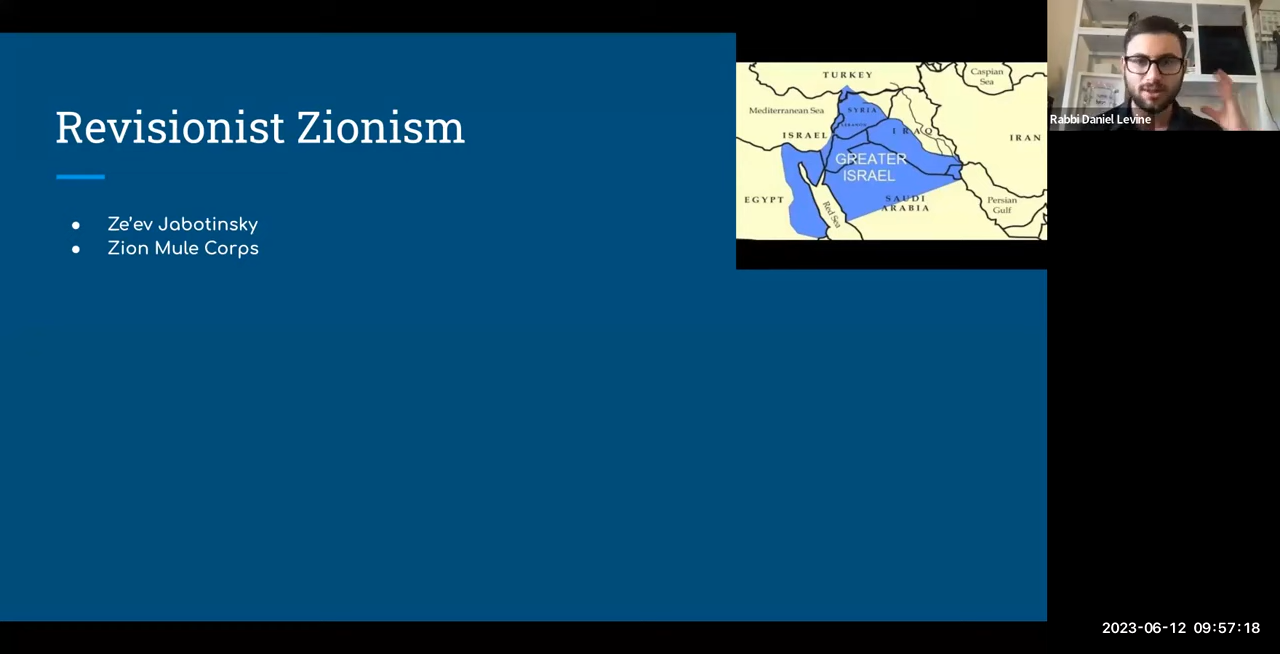 Revisionist Zionism
● Ze'ev Jabotinsky
● Zion Mule Corps
TURKEY
Caspian
Sea
Mediterranean Sea
SYRIA
LEBANON
ISRAEL
IRAQ
IRAN
GREATER
ISRAEL
EGYPT
Red Sea
SAUDI
ARABIA
Persian
Gulf
Rabbi Daniel Levine
2023-06-12 09:57:18